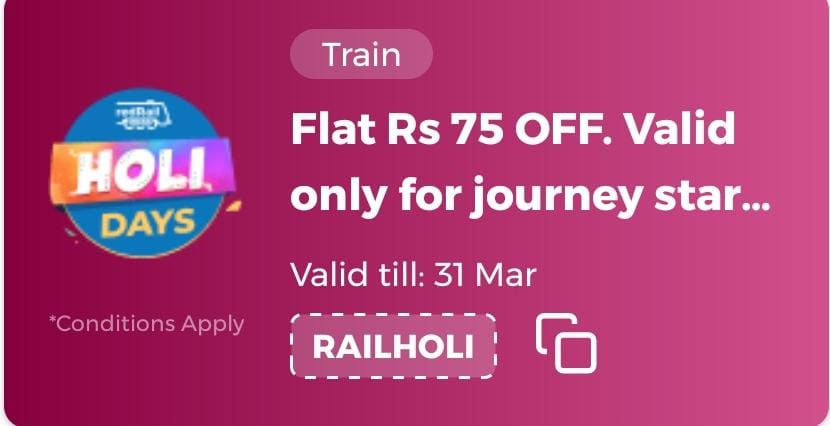 Train
redRail
HOLI
DAYS
Flat Rs 75 OFF. Valid
only for journey star...
Valid till: 31 Mar
*Conditions Apply
RAILHOLI